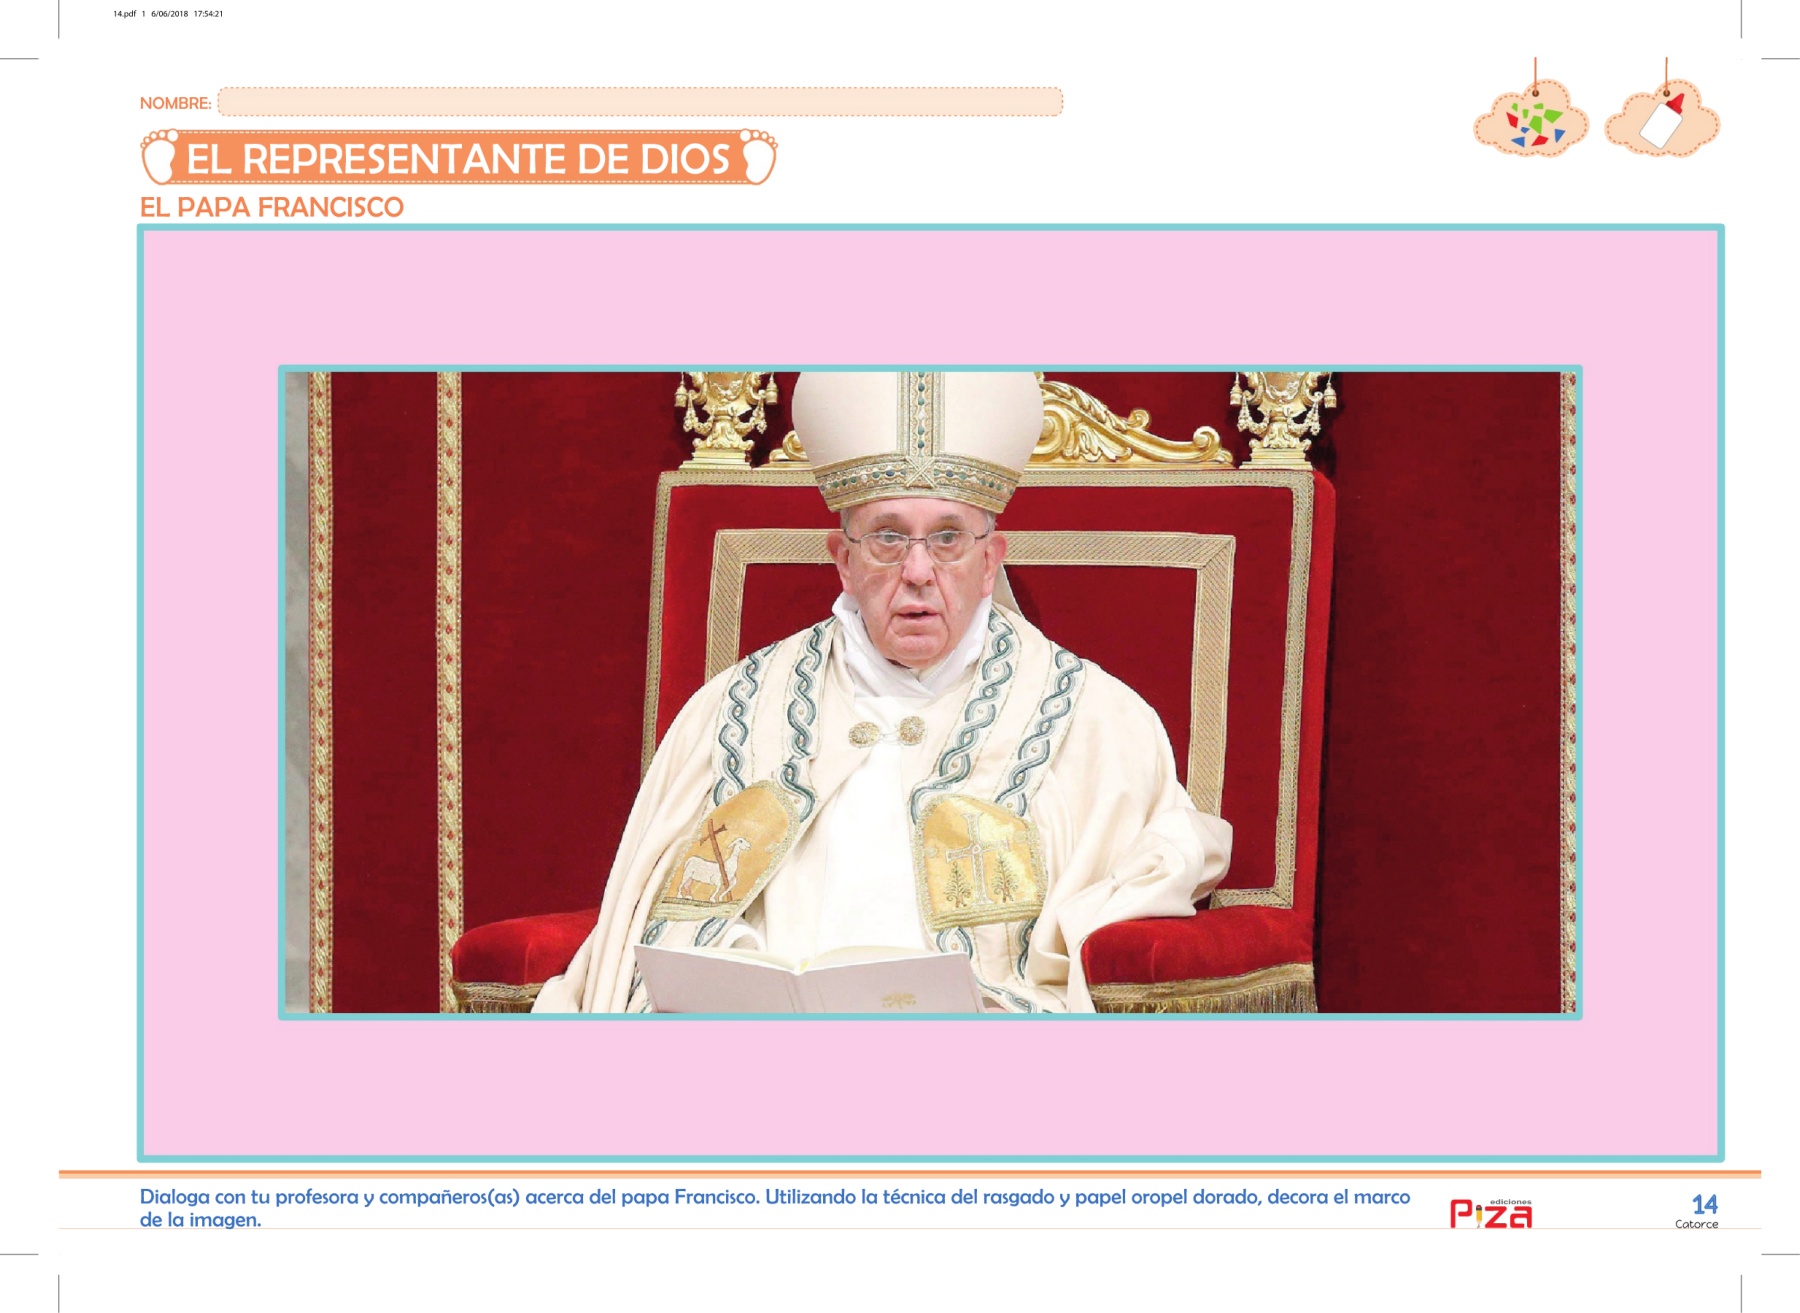 14.pdf 1 6/06/2018 17:54:21
NOMBRE:
EL REPRESENTANTE DE DIOS
EL PAPA FRANCISCO
Dialoga con tu profesora y compañeros(as) acerca del papa Francisco. Utilizando la técnica del rasgado y papel oropel dorado, decora el marco
de la imagen.
ediciones
Piza
14
Catorce